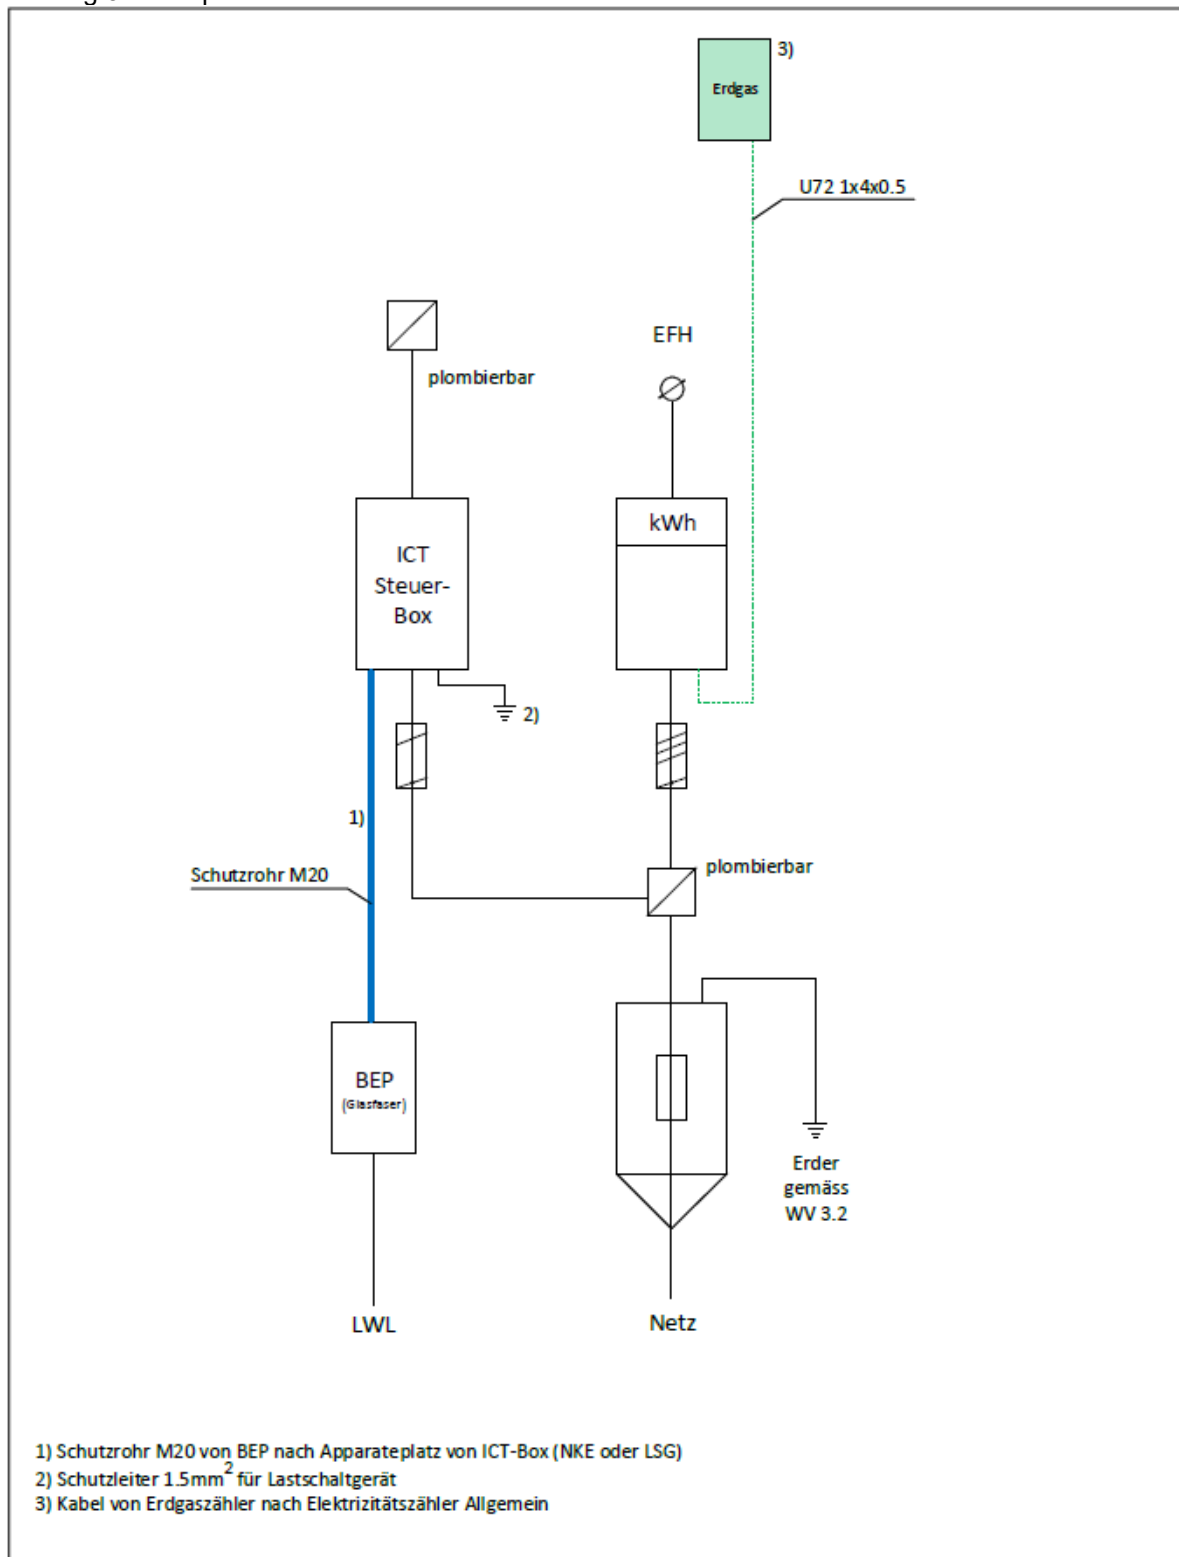 3)
Erdgas
U72 1x4x0.5
EFH
plombierbar
kWh
ICT
Steuer-
Box
2)
1)
plombierbar
Schutzrohr M20
BEP
(Glasfaser)
Erder
gemäss
WV 3.2
LWL
Netz
1) Schutzrohr M20 von BEP nach Apparateplatz von ICT-Box (NKE oder LSG)
2) Schutzleiter 1.5mm² für Lastschaltgerät
3) Kabel von Erdgaszähler nach Elektrizitätszähler Allgemein